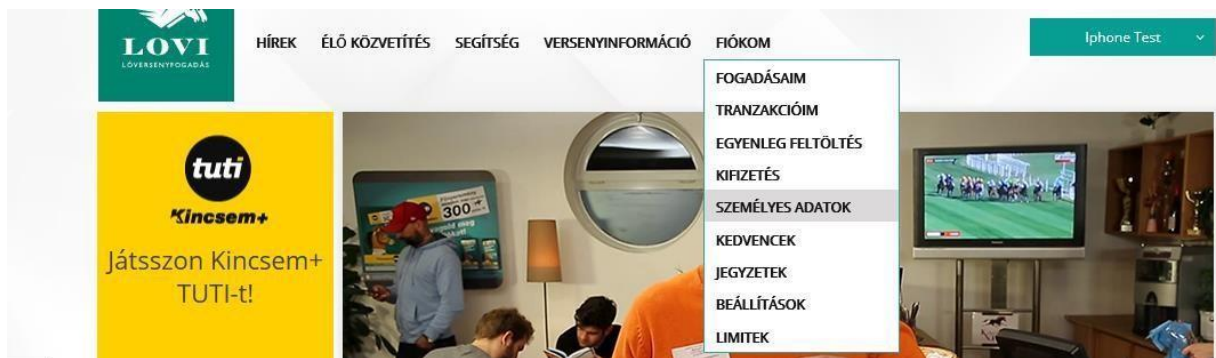 LOVI
LÓVERSENYFOGADÁS
HÍREK ÉLŐ KÖZVETÍTÉS SEGÍTSÉG VERSENYINFORMÁCIÓ FIÓKOM
Iphone Test
FOGADÁSAIM
TRANZAKCIÓIM
EGYENLEG FELTÖLTÉS
KIFIZETÉS
SZEMÉLYES ADATOK
KEDVENCEK
JEGYZETEK
BEÁLLÍTÁSOK
LIMITEK
tuti
Kincsem+
Játsszon Kincsem+
TUTI-t!
300